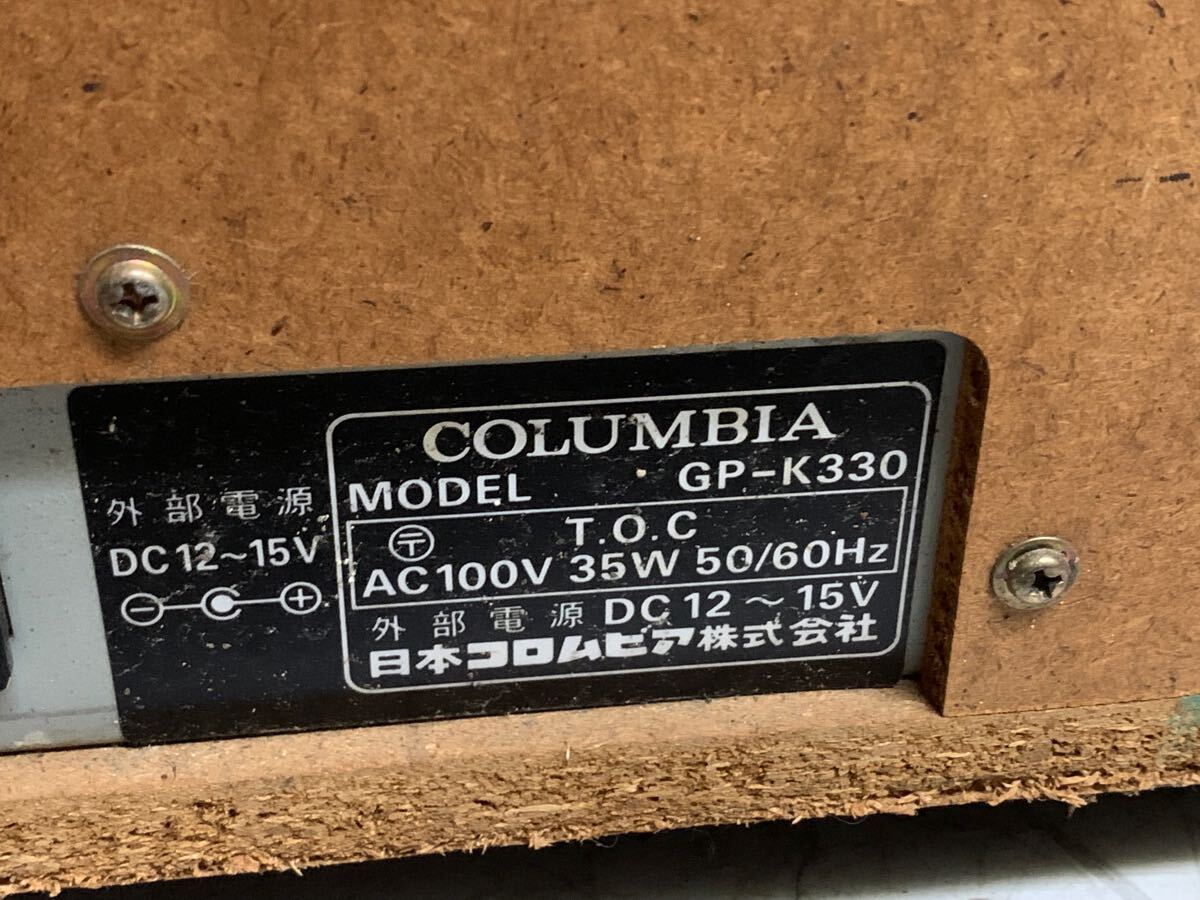 外部電源
DC12~15V
COLUMBIA
MODEL GP-K330
〶 T.O.C
AC100V 35W 50/60Hz
外部電源 DC12~15V
日本コロムビア株式会社